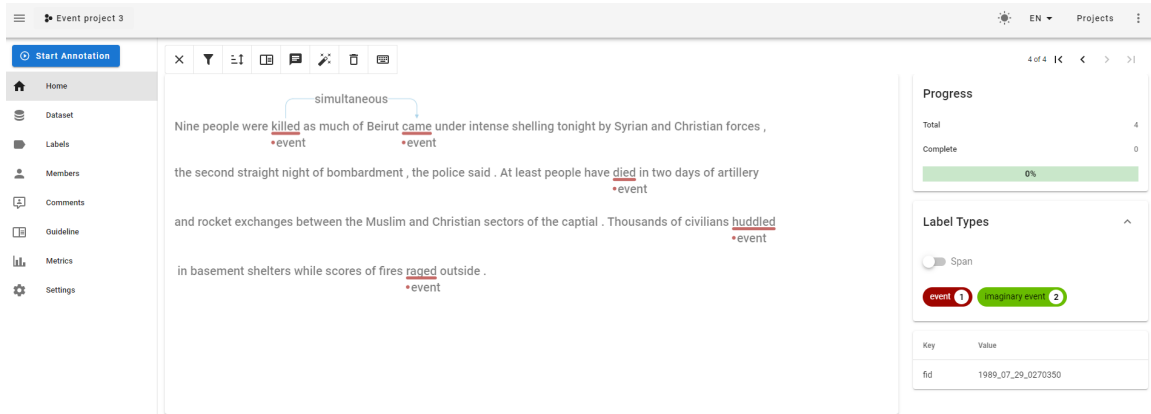 Event project 3
EN
Projects
Start Annotation
4 of 4
Home
Dataset
Labels
Members
Comments
Guideline
Metrics
Settings
simultaneous
Nine people were killed as much of Beirut came under intense shelling tonight by Syrian and Christian forces ,
•event •event
the second straight night of bombardment , the police said . At least people have died in two days of artillery
•event
and rocket exchanges between the Muslim and Christian sectors of the captial . Thousands of civilians huddled
•event
in basement shelters while scores of fires raged outside .
•event
Progress
Total 4
Complete 0
0%
Label Types
Span
event 1 imaginary event 2
Key Value
fid 1989_07_29_0270350